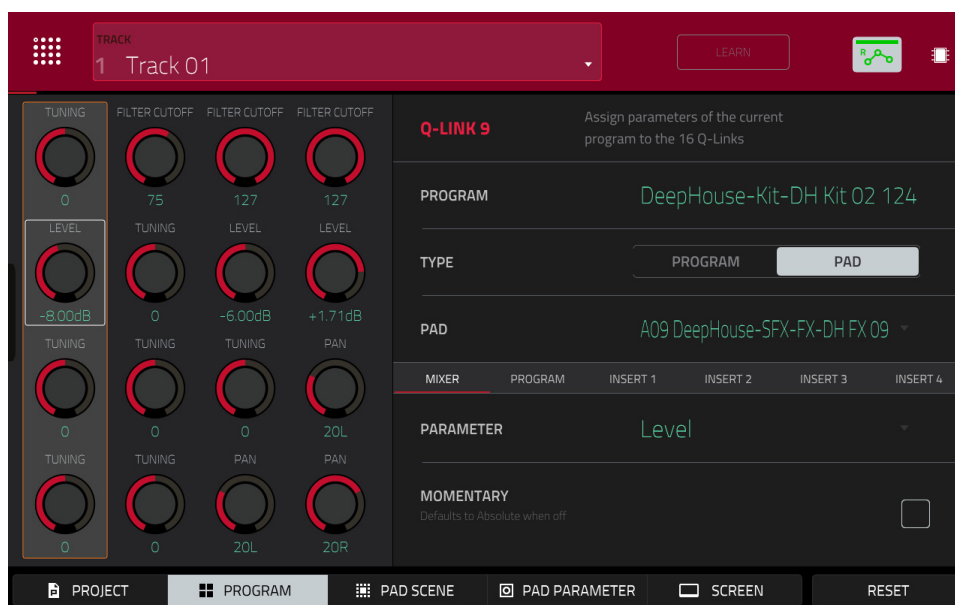 TRACK
1 Track 01
LEARN
R
TUNING FILTER CUTOFF FILTER CUTOFF FILTER CUTOFF
0 75 127 127
LEVEL TUNING LEVEL LEVEL
-8.00dB 0 -6.00dB +1.71dB
TUNING TUNING TUNING PAN
0 0 0 20L
TUNING TUNING PAN PAN
0 0 20L 20R
Q-LINK 9
Assign parameters of the current
program to the 16 Q-Links
PROGRAM DeepHouse-Kit-DH Kit 02 124
TYPE PROGRAM PAD
PAD A09 DeepHouse-SFX-FX-DH FX 09
MIXER PROGRAM INSERT 1 INSERT 2 INSERT 3 INSERT 4
PARAMETER Level
MOMENTARY
Defaults to Absolute when off
PROJECT PROGRAM PAD SCENE PAD PARAMETER SCREEN RESET